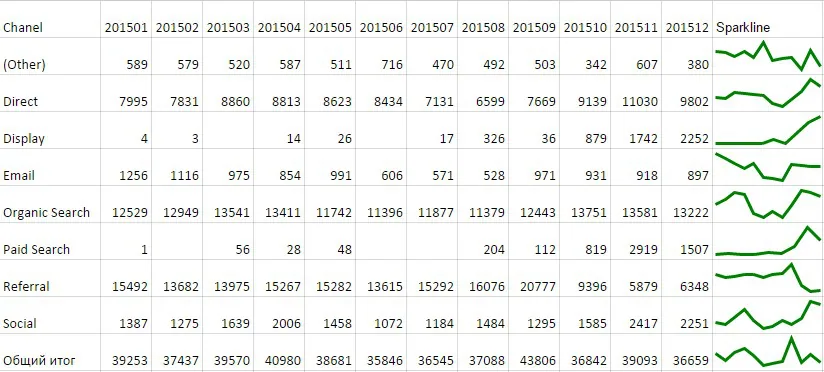 Chanel 201501 201502 201503 201504 201505 201506 201507 201508 201509 201510 201511 201512 Sparkline
(Other) 589 579 520 587 511 716 470 492 503 342 607 380
Direct 7995 7831 8860 8813 8623 8434 7131 6599 7669 9139 11030 9802
Display 4 3 14 26 17 326 36 879 1742 2252
Email 1256 1116 975 854 991 606 571 528 971 931 918 897
Organic Search 12529 12949 13541 13411 11742 11396 11877 11379 12443 13751 13581 13222
Paid Search 1 56 28 48 204 112 819 2919 1507
Referral 15492 13682 13975 15267 15282 13615 15292 16076 20777 9396 5879 6348
Social 1387 1275 1639 2006 1458 1072 1184 1484 1295 1585 2417 2251
Общий итог 39253 37437 39570 40980 38681 35846 36545 37088 43806 36842 39093 36659